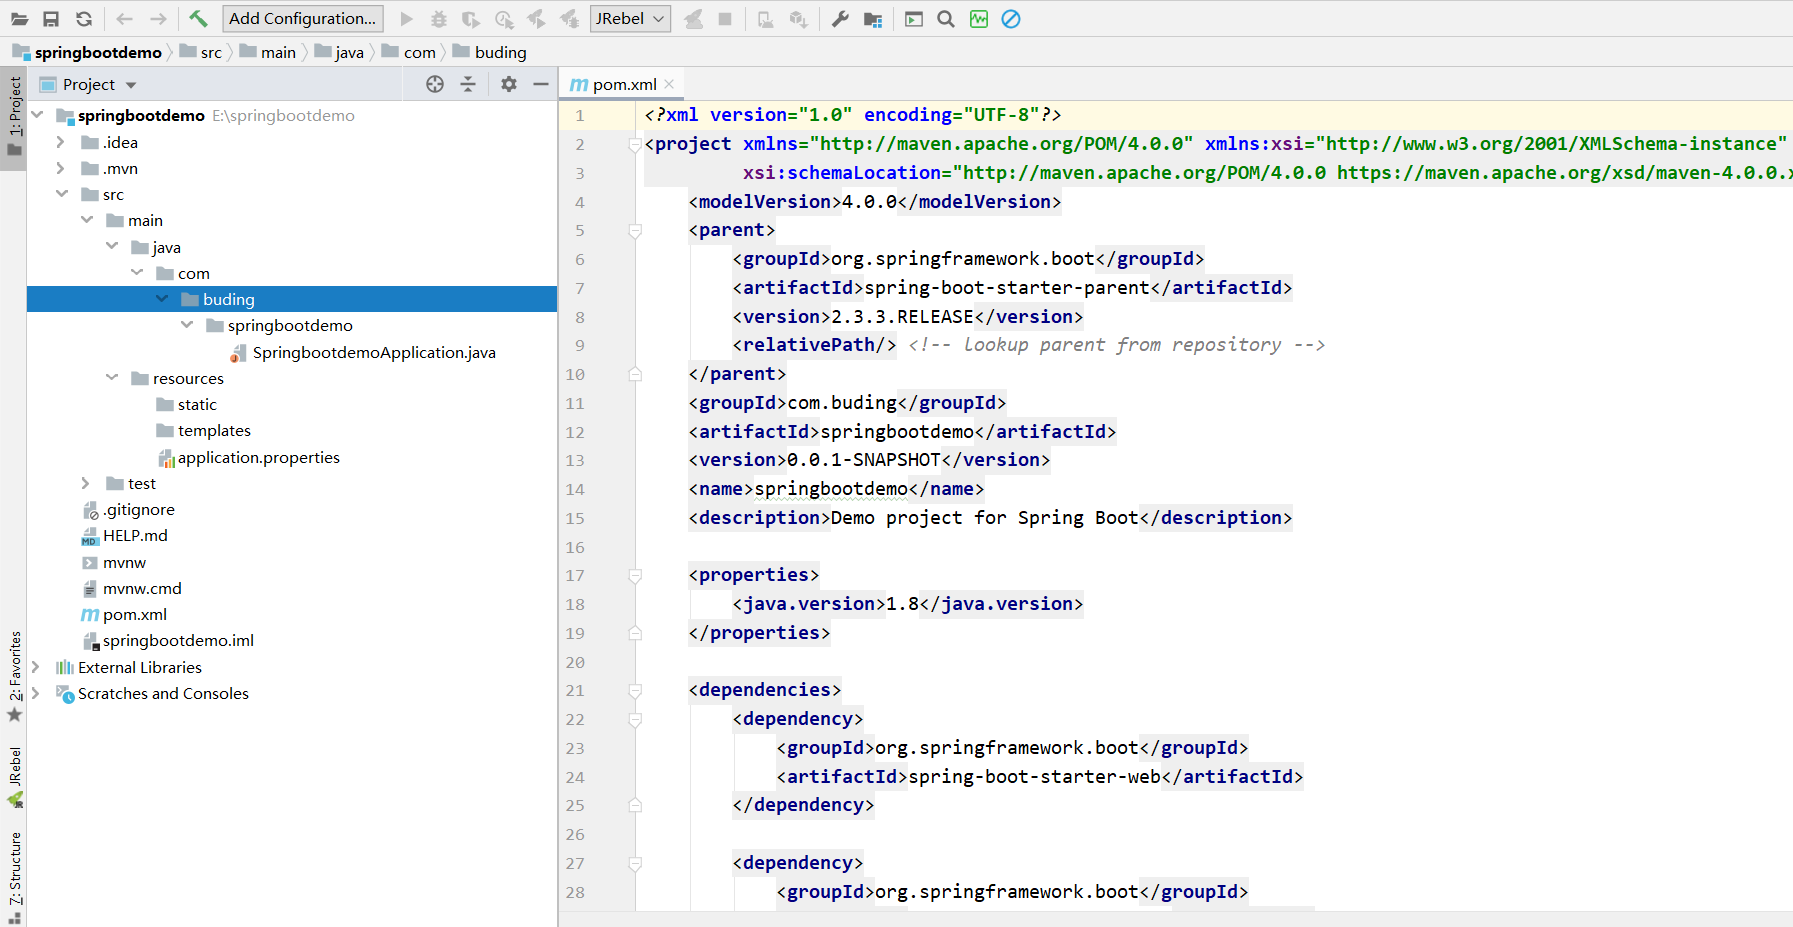 Add Configuration...
JRebel
springbootdemo
src
main
java
com
buding
1: Project
2: Favorites
JRebel
7: Structure
Project
springbootdemo E:\springbootdemo
.idea
.mvn
src
main
java
com
buding
springbootdemo
SpringbootdemoApplication.java
resources
static
templates
application.properties
test
.gitignore
HELP.md
mvnw
mvnw.cmd
pom.xml
springbootdemo.iml
External Libraries
Scratches and Consoles
pom.xml
1 <?xml version="1.0" encoding="UTF-8"?>
2 <project xmlns="http://maven.apache.org/POM/4.0.0" xmlns:xsi="http://www.w3.org/2001/XMLSchema-instance"
3 xsi:schemaLocation="http://maven.apache.org/POM/4.0.0 https://maven.apache.org/xsd/maven-4.0.0.x
4 <modelVersion>4.0.0</modelVersion>
5 <parent>
6 <groupId>org.springframework.boot</groupId>
7 <artifactId>spring-boot-starter-parent</artifactId>
8 <version>2.3.3.RELEASE</version>
9 <relativePath/> <!-- lookup parent from repository -->
10 </parent>
11 <groupId>com.buding</groupId>
12 <artifactId>springbootdemo</artifactId>
13 <version>0.0.1-SNAPSHOT</version>
14 <name>springbootdemo</name>
15 <description>Demo project for Spring Boot</description>
16
17 <properties>
18 <java.version>1.8</java.version>
19 </properties>
20
21 <dependencies>
22 <dependency>
23 <groupId>org.springframework.boot</groupId>
24 <artifactId>spring-boot-starter-web</artifactId>
25 </dependency>
26
27 <dependency>
28 <groupId>org.springframework.boot</groupId>